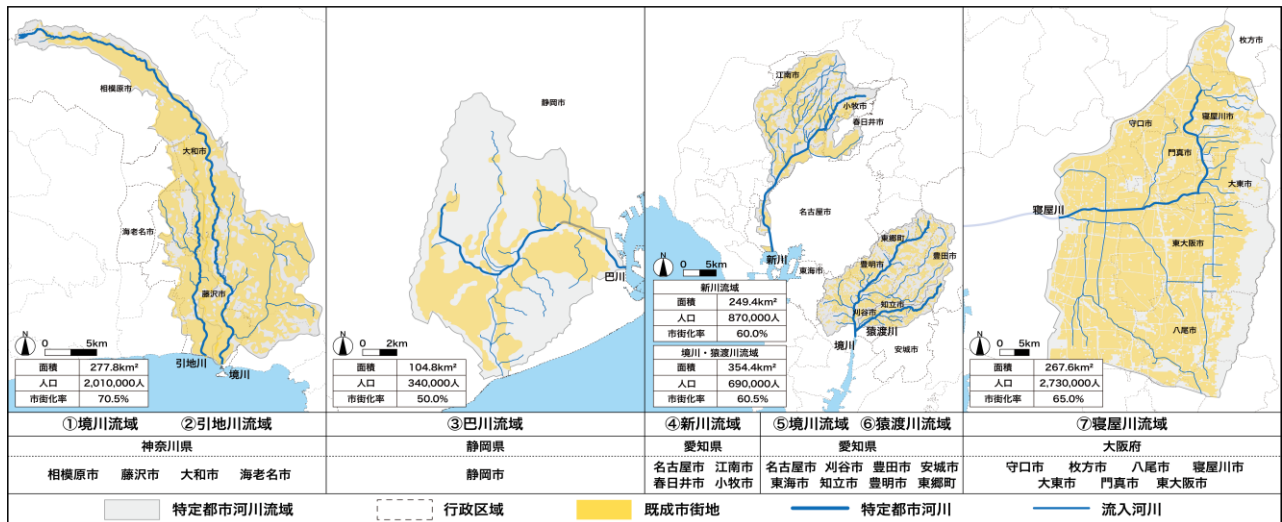 相模原市
大和市
海老名市
藤沢市
引地川
境川
N
0 5km
面積 277.8km²
人口 2,010,000人
市街化率 70.5%
静岡市
巴川
N
0 2km
面積 104.8km²
人口 340,000人
市街化率 50.0%
江南市
小牧市
春日井市
名古屋市
新川
東海市
東郷町
豊明市
豊田市
知立市
刈谷市
猿渡川
境川
安城市
N
0 5km
新川流域
面積 249.4km²
人口 870,000人
市街化率 60.0%
境川・猿渡川流域
面積 354.4km²
人口 690,000人
市街化率 60.5%
枚方市
守口市
寝屋川市
門真市
大東市
寝屋川
東大阪市
八尾市
N
0 5km
面積 267.6km²
人口 2,730,000人
市街化率 65.0%
①境川流域 ②引地川流域
③巴川流域
④新川流域
⑤境川流域 ⑥猿渡川流域
⑦寝屋川流域
神奈川県
静岡県
愛知県
愛知県
大阪府
相模原市 藤沢市 大和市 海老名市
静岡市
名古屋市 江南市
春日井市 小牧市
名古屋市 刈谷市 豊田市 安城市
東海市 知立市 豊明市 東郷町
守口市 枚方市 八尾市 寝屋川市
大東市 門真市 東大阪市
特定都市河川流域
行政区域
既成市街地
特定都市河川
流入河川